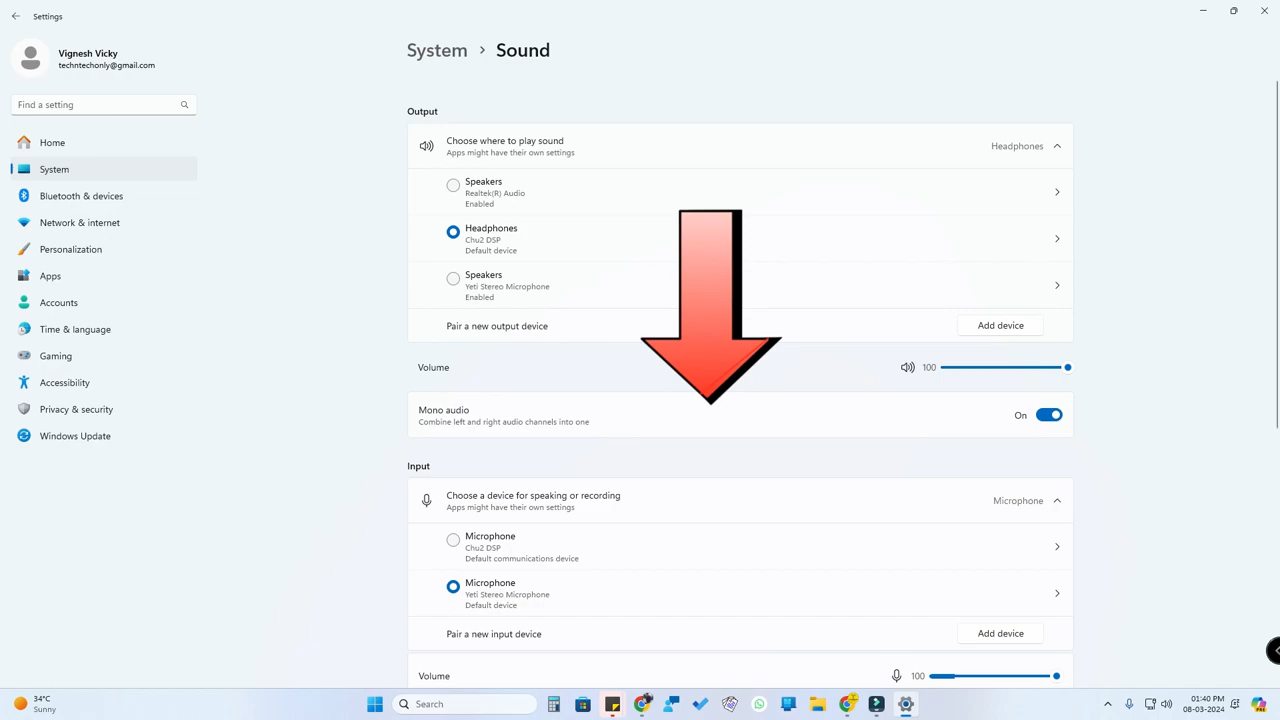 Settings
Vignesh Vicky
techntechonly@gmail.com
Find a setting
Home
System
Bluetooth & devices
Network & internet
Personalization
Apps
Accounts
Time & language
Gaming
Accessibility
Privacy & security
Windows Update
System > Sound
Output
Choose where to play sound
Apps might have their own settings
Headphones
Speakers
Realtek(R) Audio
Enabled
Headphones
Chu2 DSP
Default device
Speakers
Yeti Stereo Microphone
Enabled
Pair a new output device
Add device
Volume
100
Mono audio
Combine left and right audio channels into one
On
Input
Choose a device for speaking or recording
Apps might have their own settings
Microphone
Microphone
Chu2 DSP
Default communications device
Microphone
Yeti Stereo Microphone
Default device
Pair a new input device
Add device
Volume
100
34°C
Sunny
Search
01:40 PM
08-03-2024